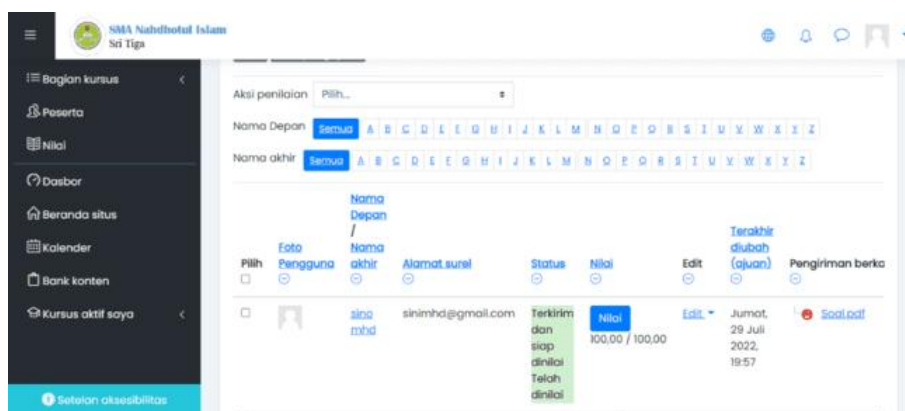 SMA Nahdhotul Islam
Sri Tiga
Bagian kursus
Peserta
Nilai
Dasbor
Beranda situs
Kalender
Bank konten
Kursus aktif saya
Setelan aksesibilitas
Aksi penilaian Pilih...
Nama Depan Semua A B C D E F G H I J K L M N O P Q R S T U V W X Y Z
Nama akhir Semua A B C D E F G H I J K L M N O P Q R S T U V W X Y Z
Pilih
Foto
Pengguna
Nama
Depan
/
Nama
akhir
Alamat surel
Status
Nilai
Edit
Terakhir
diubah
(ajuan)
Pengiriman berka
sina
mhd
sinimhd@gmail.com
Terkirim
dan
siap
dinilai
Telah
dinilai
Nilai
100,00 / 100,00
Edit
Jumat,
29 Juli
2022,
19:57
Soal.pdf